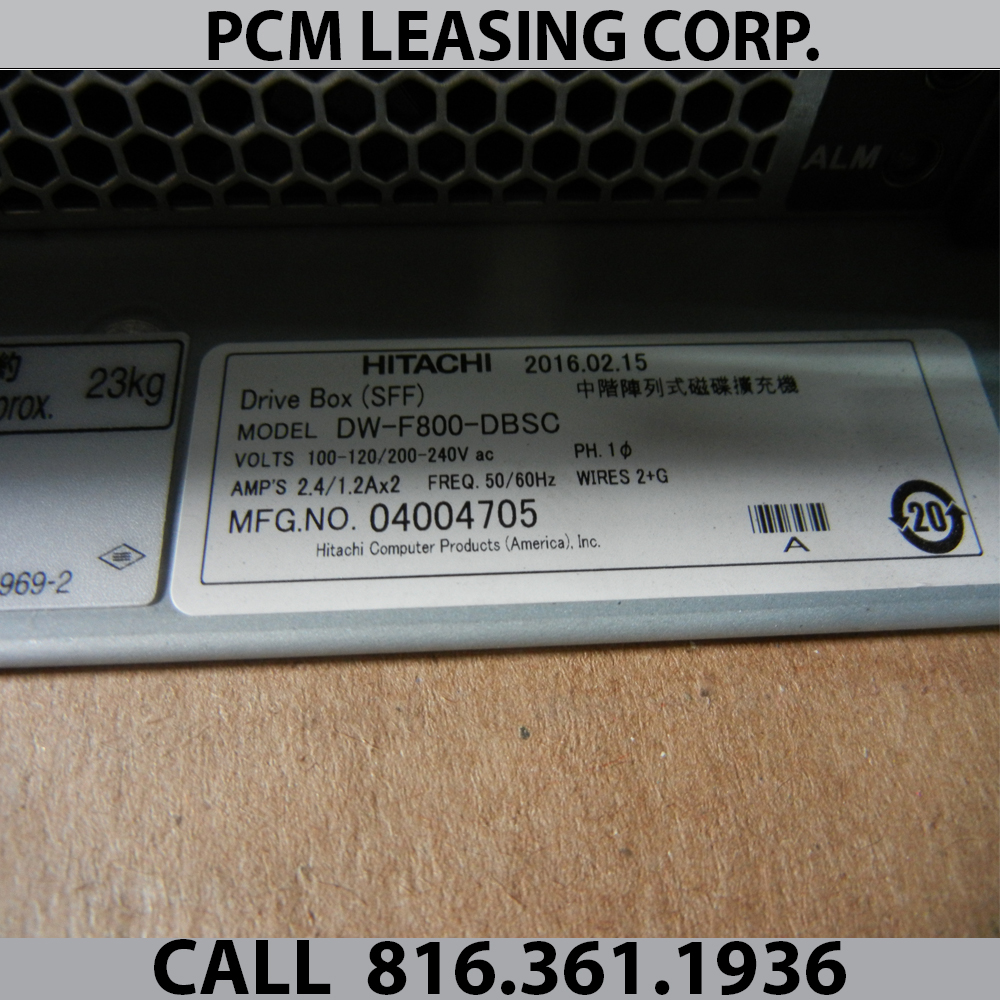 PCM LEASING CORP.
ALM
約
23kg
prox.
HITACHI 2016.02.15
Drive Box (SFF) 中階陣列式磁碟擴充機
MODEL DW-F800-DBSC
VOLTS 100-120/200-240V ac PH. 1φ
AMP'S 2.4/1.2Ax2 FREQ. 50/60Hz WIRES 2+G
MFG.NO. 04004705
Hitachi Computer Products (America), Inc.
A
20
969-2
CALL 816.361.1936